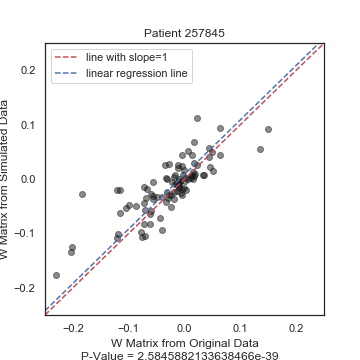 Patient 257845
line with slope=1
linear regression line
W Matrix from Simulated Data
0.2
0.1
0.0
−0.1
−0.2
−0.2
−0.1
0.0
0.1
0.2
W Matrix from Original Data
P-Value = 2.5845882133638466e-39